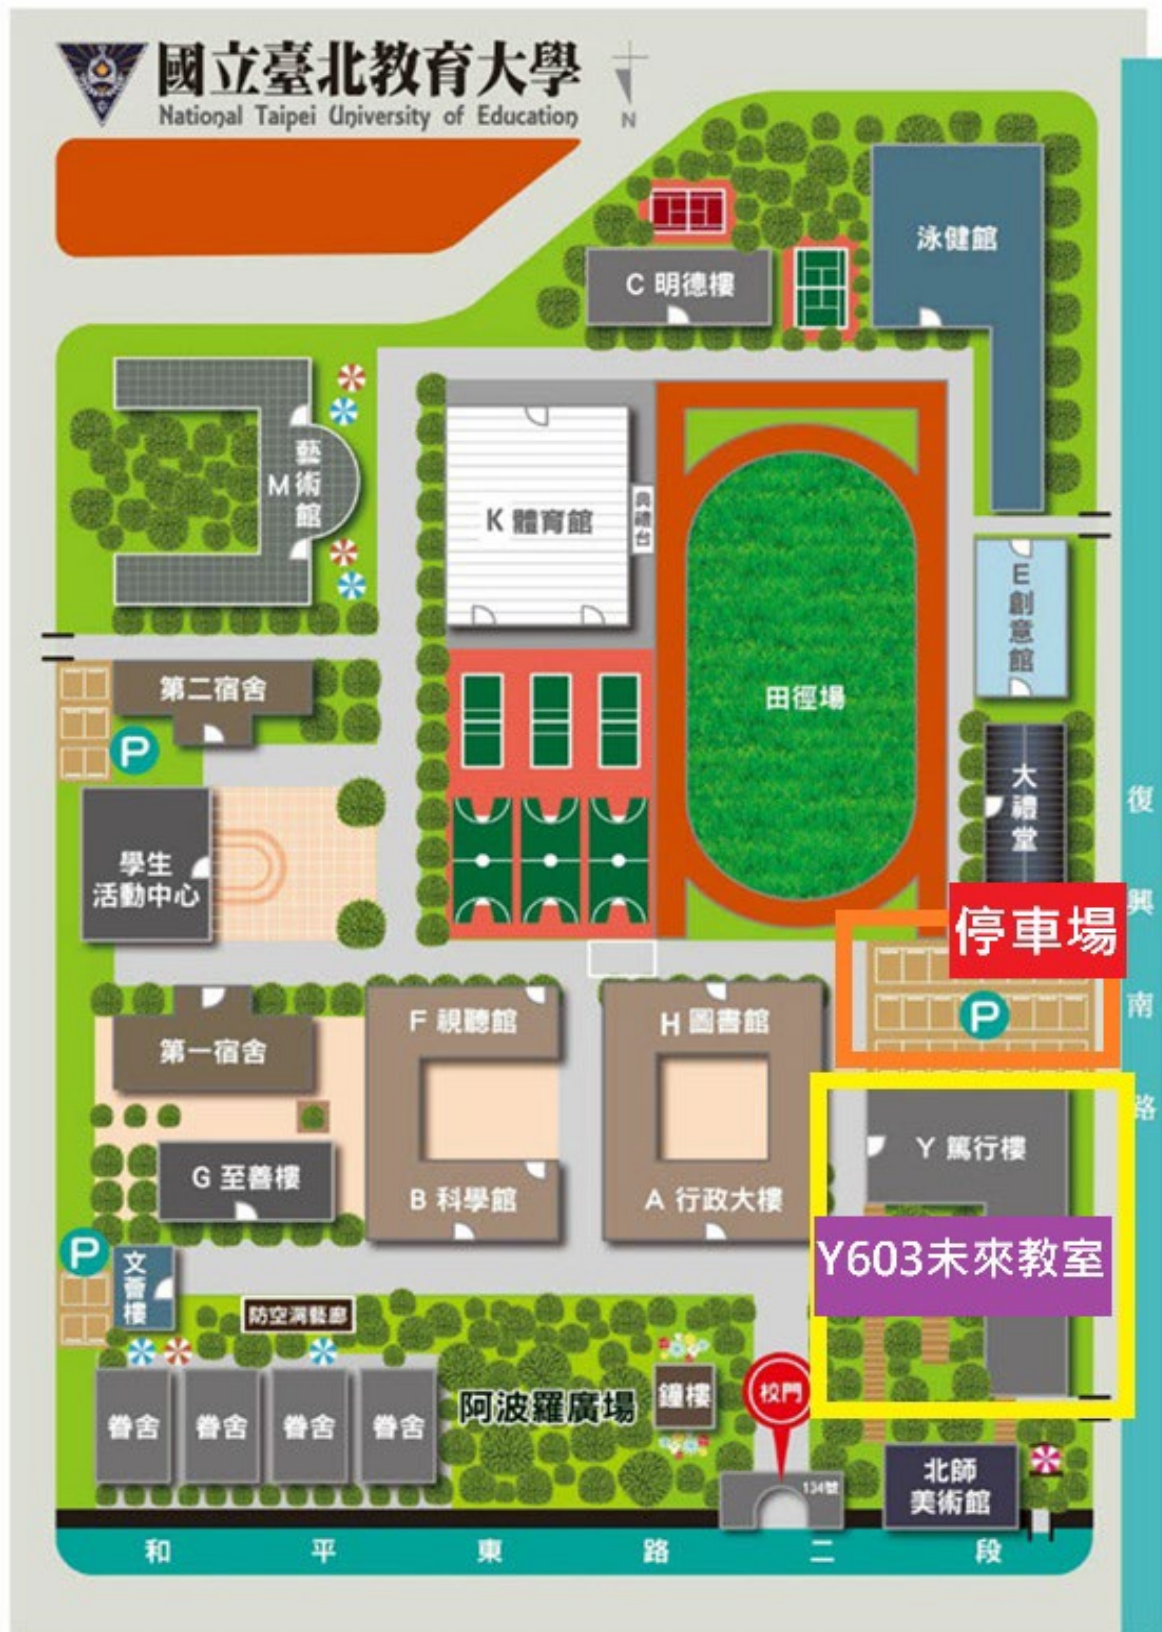 國立臺北教育大學
National Taipei University of Education
N
泳健館
C 明德樓
藝術館
M
K 體育館
典禮台
E
創意館
第二宿舍
P
田徑場
大禮堂
復興南路
學生
活動中心
停車場
P
F 視聽館
H 圖書館
第一宿舍
Y 篤行樓
G 至善樓
B 科學館
A 行政大樓
P
文薈樓
Y603未來教室
防空洞藝廊
阿波羅廣場
鐘樓
校門
眷舍
眷舍
眷舍
眷舍
134號
北師
美術館
和平東路二段